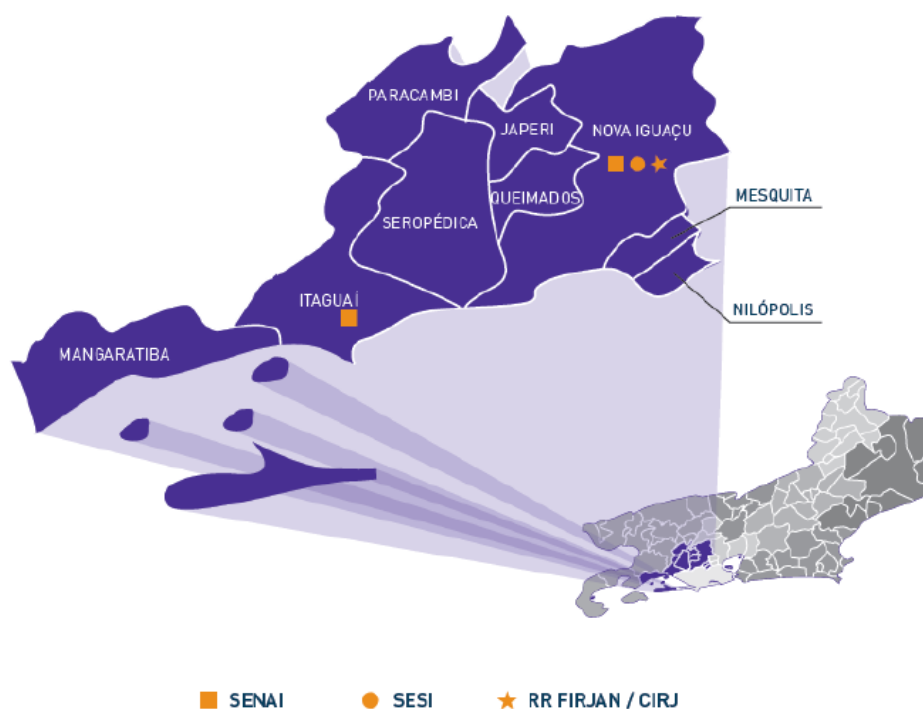 PARACAMBI
JAPERI
NOVA IGUAÇU
MESQUITA
QUEIMADOS
SEROPÉDICA
ITAGUAÍ
NILÓPOLIS
MANGARATIBA
SENAI
SESI
RR FIRJAN / CIRJ